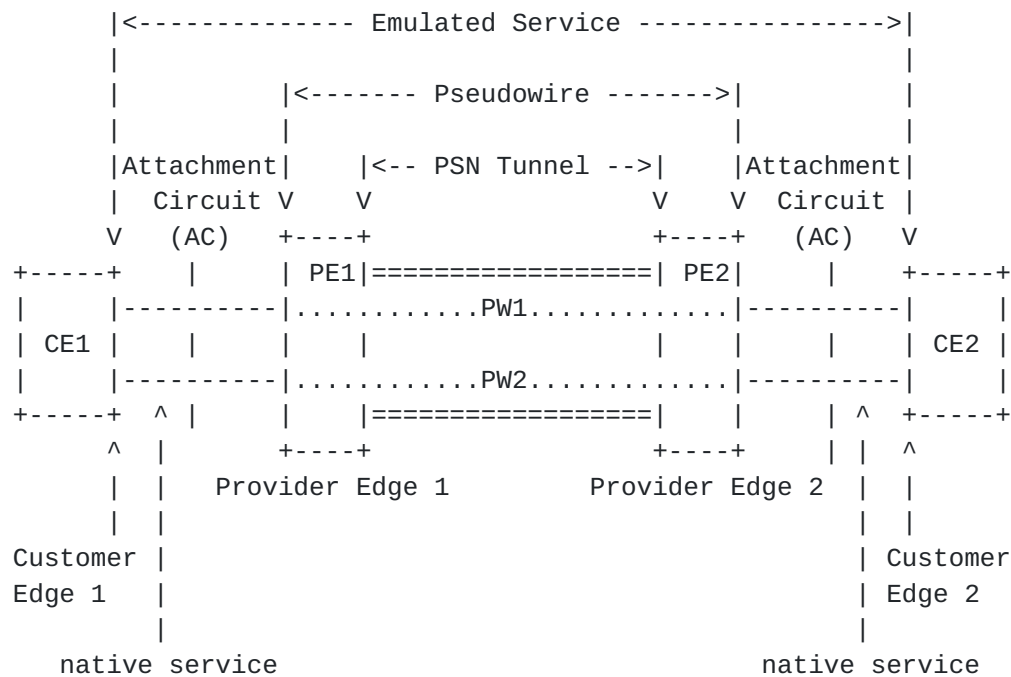 |<-------------- Emulated Service ---------------->|
|                                                  |
|          |<------- Pseudowire ------->|          |
|          |                            |          |
|Attachment|    |<-- PSN Tunnel -->|    |Attachment|
|  Circuit V    V                  V    V  Circuit |
V   (AC)   +----+                  +----+   (AC)   V
+-----+    |     | PE1|==================| PE2|     |    +-----+
|     |----------|............PW1.............|----------|     |
| CE1 |    |     |    |                  |    |     |    | CE2 |
|     |----------|............PW2.............|----------|     |
+-----+  ^ |     |    |==================|    |     | ^  +-----+
^  |       +----+                  +----+     | |  ^
|  |   Provider Edge 1         Provider Edge 2  |  |
|  |                                            |  |
Customer |                                            | Customer
Edge 1   |                                            | Edge 2
|                                            |
native service                               native service